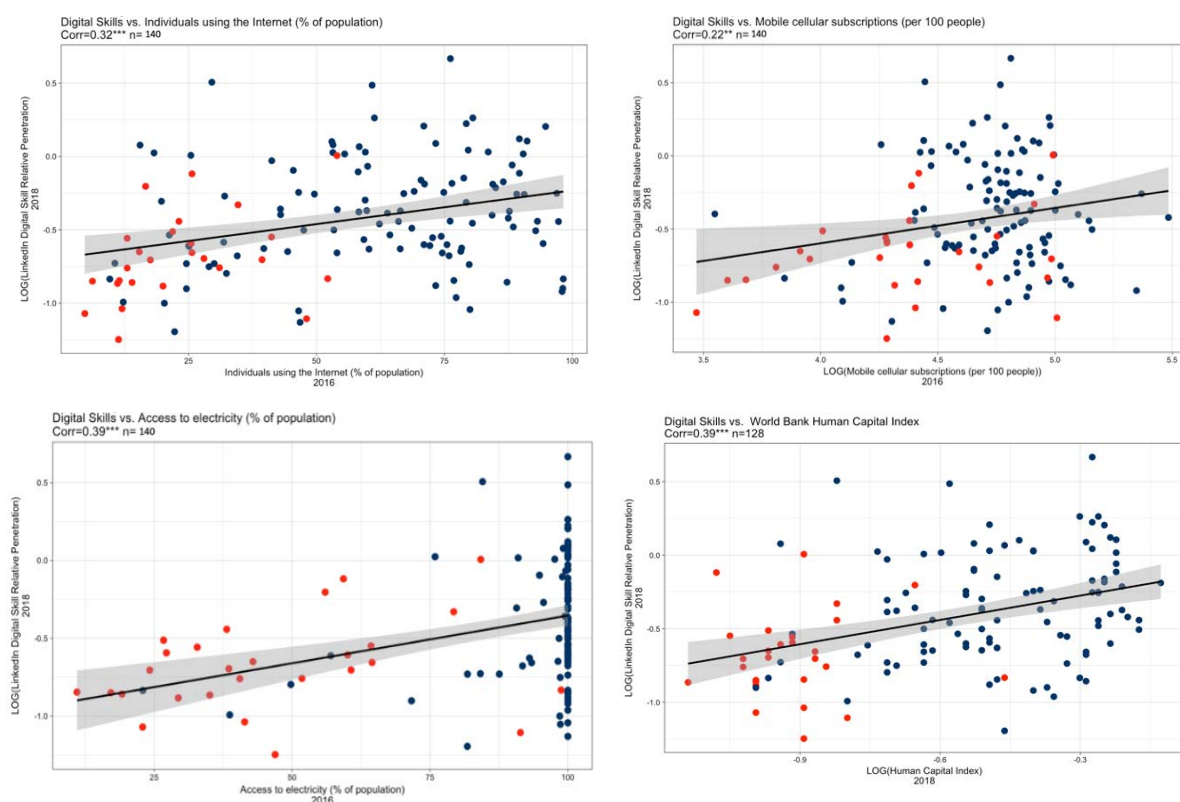 Digital Skills vs. Individuals using the Internet (% of population)
Corr=0.32*** n= 140
LOG(LinkedIn Digital Skill Relative Penetration)
2018
0.5
0.0
-0.5
-1.0
25
50
75
100
Individuals using the Internet (% of population)
2016
Digital Skills vs. Mobile cellular subscriptions (per 100 people)
Corr=0.22** n=140
LOG(LinkedIn Digital Skill Relative Penetration)
2018
0.5
0.0
-0.5
-1.0
3.5
4.0
4.5
5.0
5.5
LOG(Mobile cellular subscriptions (per 100 people))
2016
Digital Skills vs. Access to electricity (% of population)
Corr=0.39*** n= 140
LOG(LinkedIn Digital Skill Relative Penetration)
2018
0.5
0.0
-0.5
-1.0
25
50
75
100
Access to electricity (% of population)
2016
Digital Skills vs. World Bank Human Capital Index
Corr=0.39*** n=128
LOG(LinkedIn Digital Skill Relative Penetration)
2018
0.5
0.0
-0.5
-1.0
-0.9
-0.6
-0.3
LOG(Human Capital Index)
2018